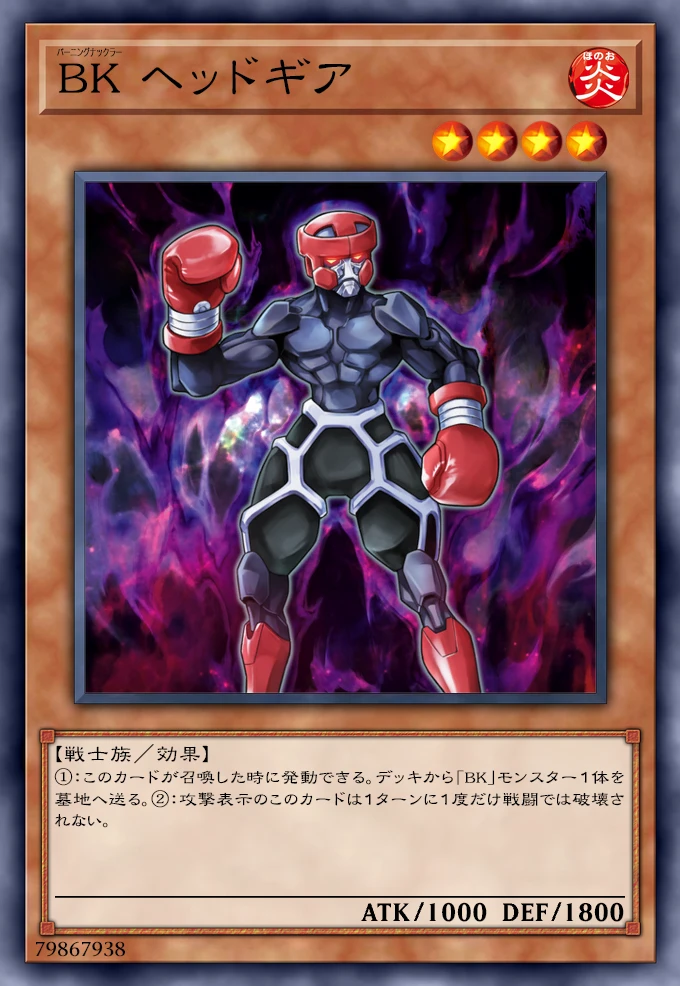 バーニングナックラー
BK ヘッドギア
ほのお
炎
【戦士族／効果】
①:このカードが召喚した時に発動できる。デッキから「BK」モンスター1体を
墓地へ送る。②:攻撃表示のこのカードは1ターンに1度だけ戦闘では破壊さ
れない。
ATK/1000 DEF/1800
79867938